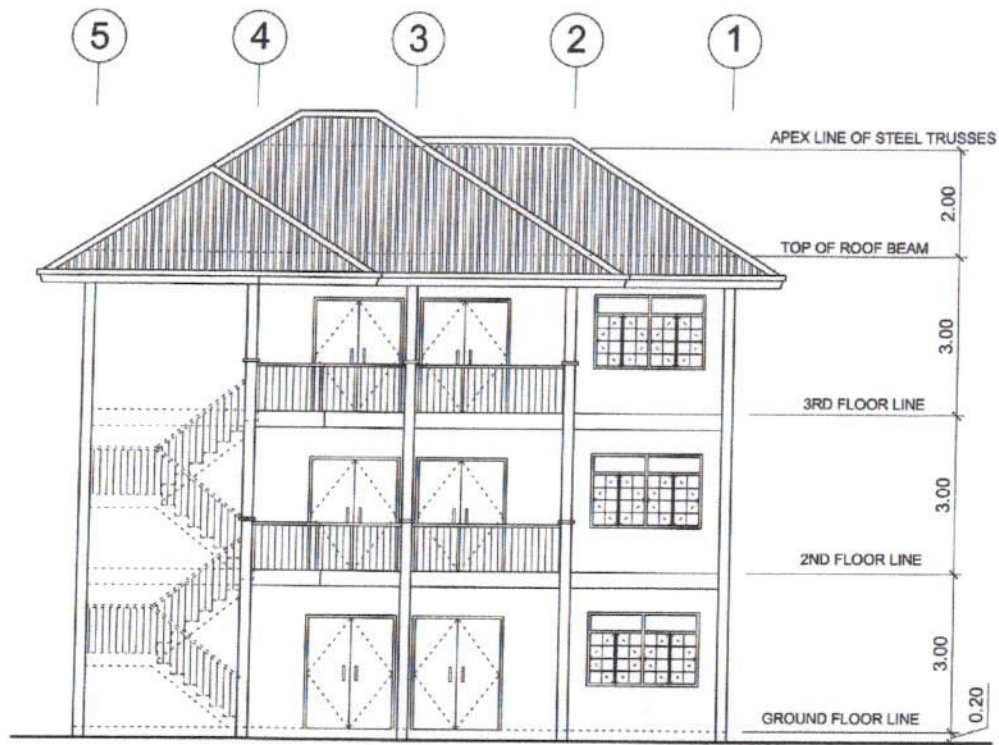 5 4 3 2 1
APEX LINE OF STEEL TRUSSES
2.00
TOP OF ROOF BEAM
3.00
3RD FLOOR LINE
3.00
2ND FLOOR LINE
3.00
GROUND FLOOR LINE
0.20